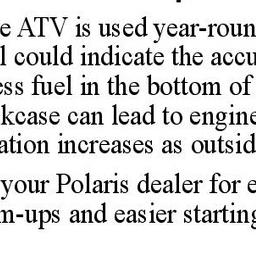 e ATV is used year-roun
l could indicate the accu
ess fuel in the bottom of
kcase can lead to engine
ation increases as outsid
your Polaris dealer for e
m-ups and easier starting